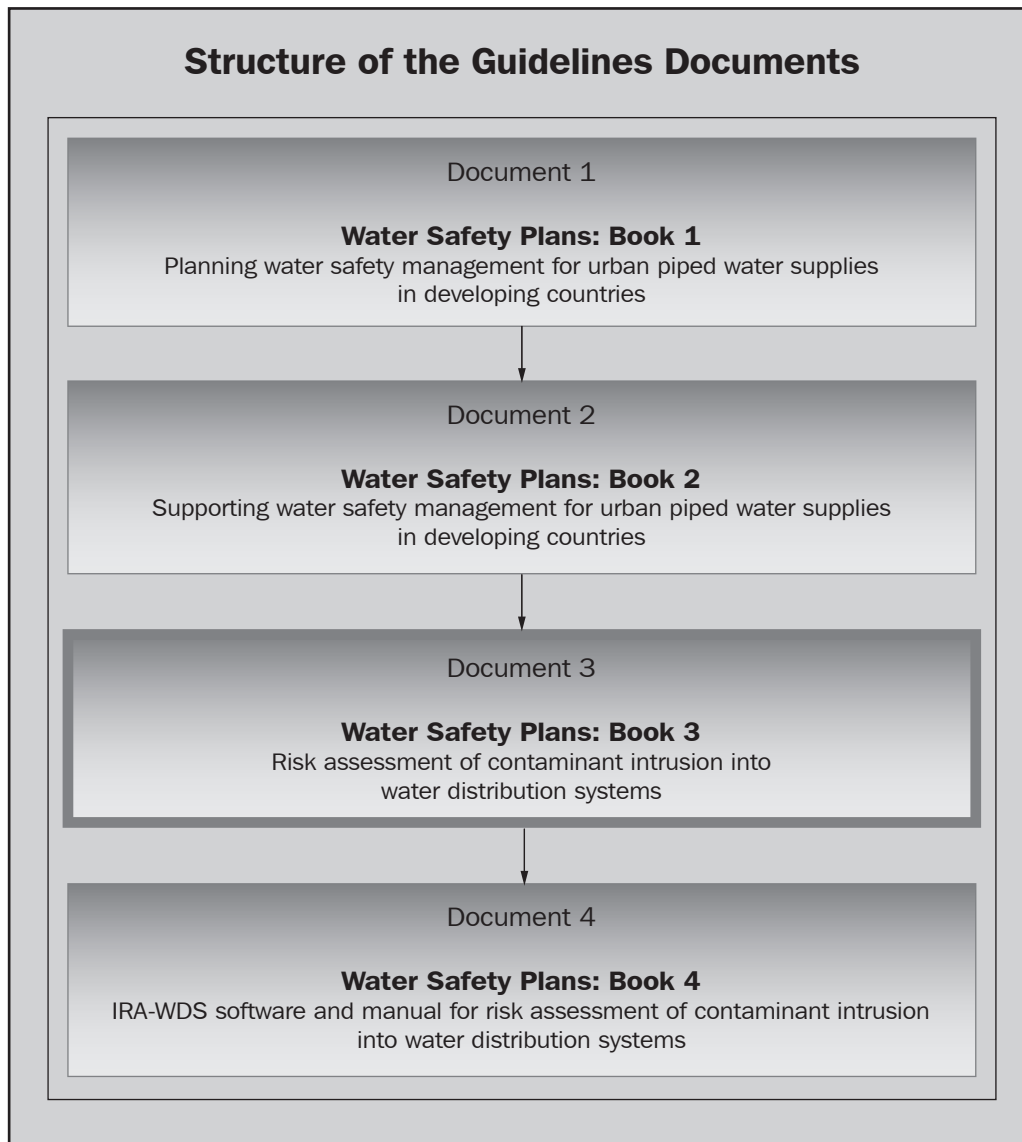 Structure of the Guidelines Documents
Document 1
Water Safety Plans: Book 1
Planning water safety management for urban piped water supplies
in developing countries
Document 2
Water Safety Plans: Book 2
Supporting water safety management for urban piped water supplies
in developing countries
Document 3
Water Safety Plans: Book 3
Risk assessment of contaminant intrusion into
water distribution systems
Document 4
Water Safety Plans: Book 4
IRA-WDS software and manual for risk assessment of contaminant intrusion
into water distribution systems